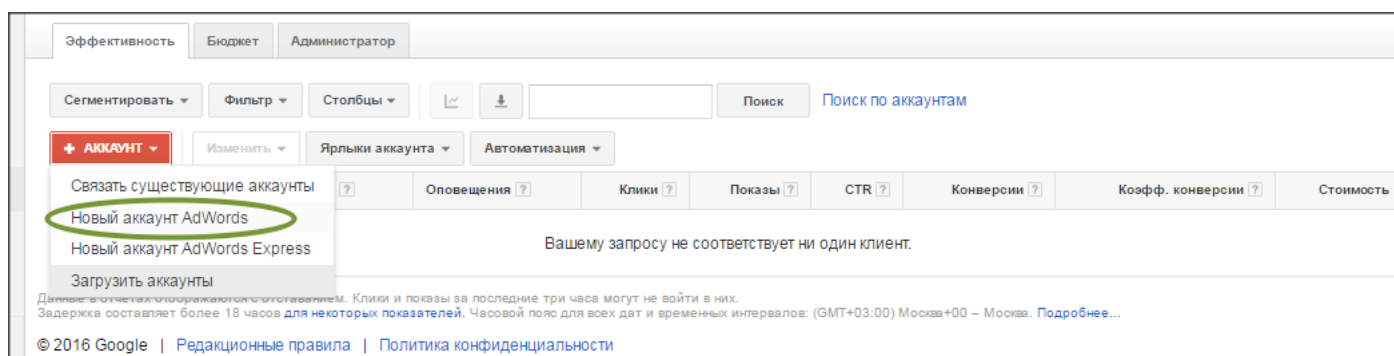 Эффективность Бюджет Администратор
Сегментировать Фильтр Столбцы Поиск Поиск по аккаунтам
+ АККАУНТ Изменить Ярлыки аккаунта Автоматизация
Связать существующие аккаунты ? Оповещения ? Клики ? Показы ? CTR ? Конверсии ? Коэфф. конверсии ? Стоимость
Новый аккаунт AdWords
Новый аккаунт AdWords Express Вашему запросу не соответствует ни один клиент.
Загрузить аккаунты
Данные в отчетах отображаются с отставанием. Клики и показы за последние три часа могут не войти в них.
Задержка составляет более 18 часов для некоторых показателей. Часовой пояс для всех дат и временных интервалов: (GMT+03:00) Москва+00 – Москва. Подробнее...
© 2016 Google | Редакционные правила | Политика конфиденциальности